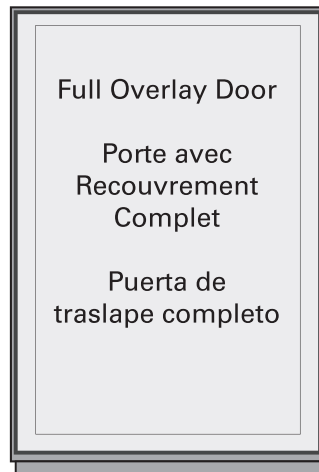 Full Overlay Door
Porte avec
Recouvrement
Complet
Puerta de
traslape completo